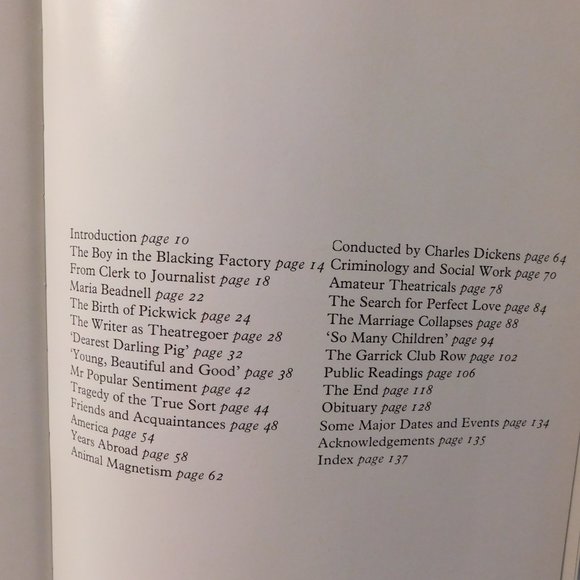 Introduction page 10
The Boy in the Blacking Factory page 14
From Clerk to Journalist page 18
Maria Beadnell page 22
The Birth of Pickwick page 24
The Writer as Theatregoer page 28
'Dearest Darling Pig' page 32
'Young, Beautiful and Good' page 38
Mr Popular Sentiment page 42
Tragedy of the True Sort page 44
Friends and Acquaintances page 48
America page 54
Years Abroad page 58
Animal Magnetism page 62
Conducted by Charles Dickens page 64
Criminology and Social Work page 70
Amateur Theatricals page 78
The Search for Perfect Love page 84
The Marriage Collapses page 88
'So Many Children' page 94
The Garrick Club Row page 102
Public Readings page 106
The End page 118
Obituary page 128
Some Major Dates and Events page 134
Acknowledgements page 135
Index page 137